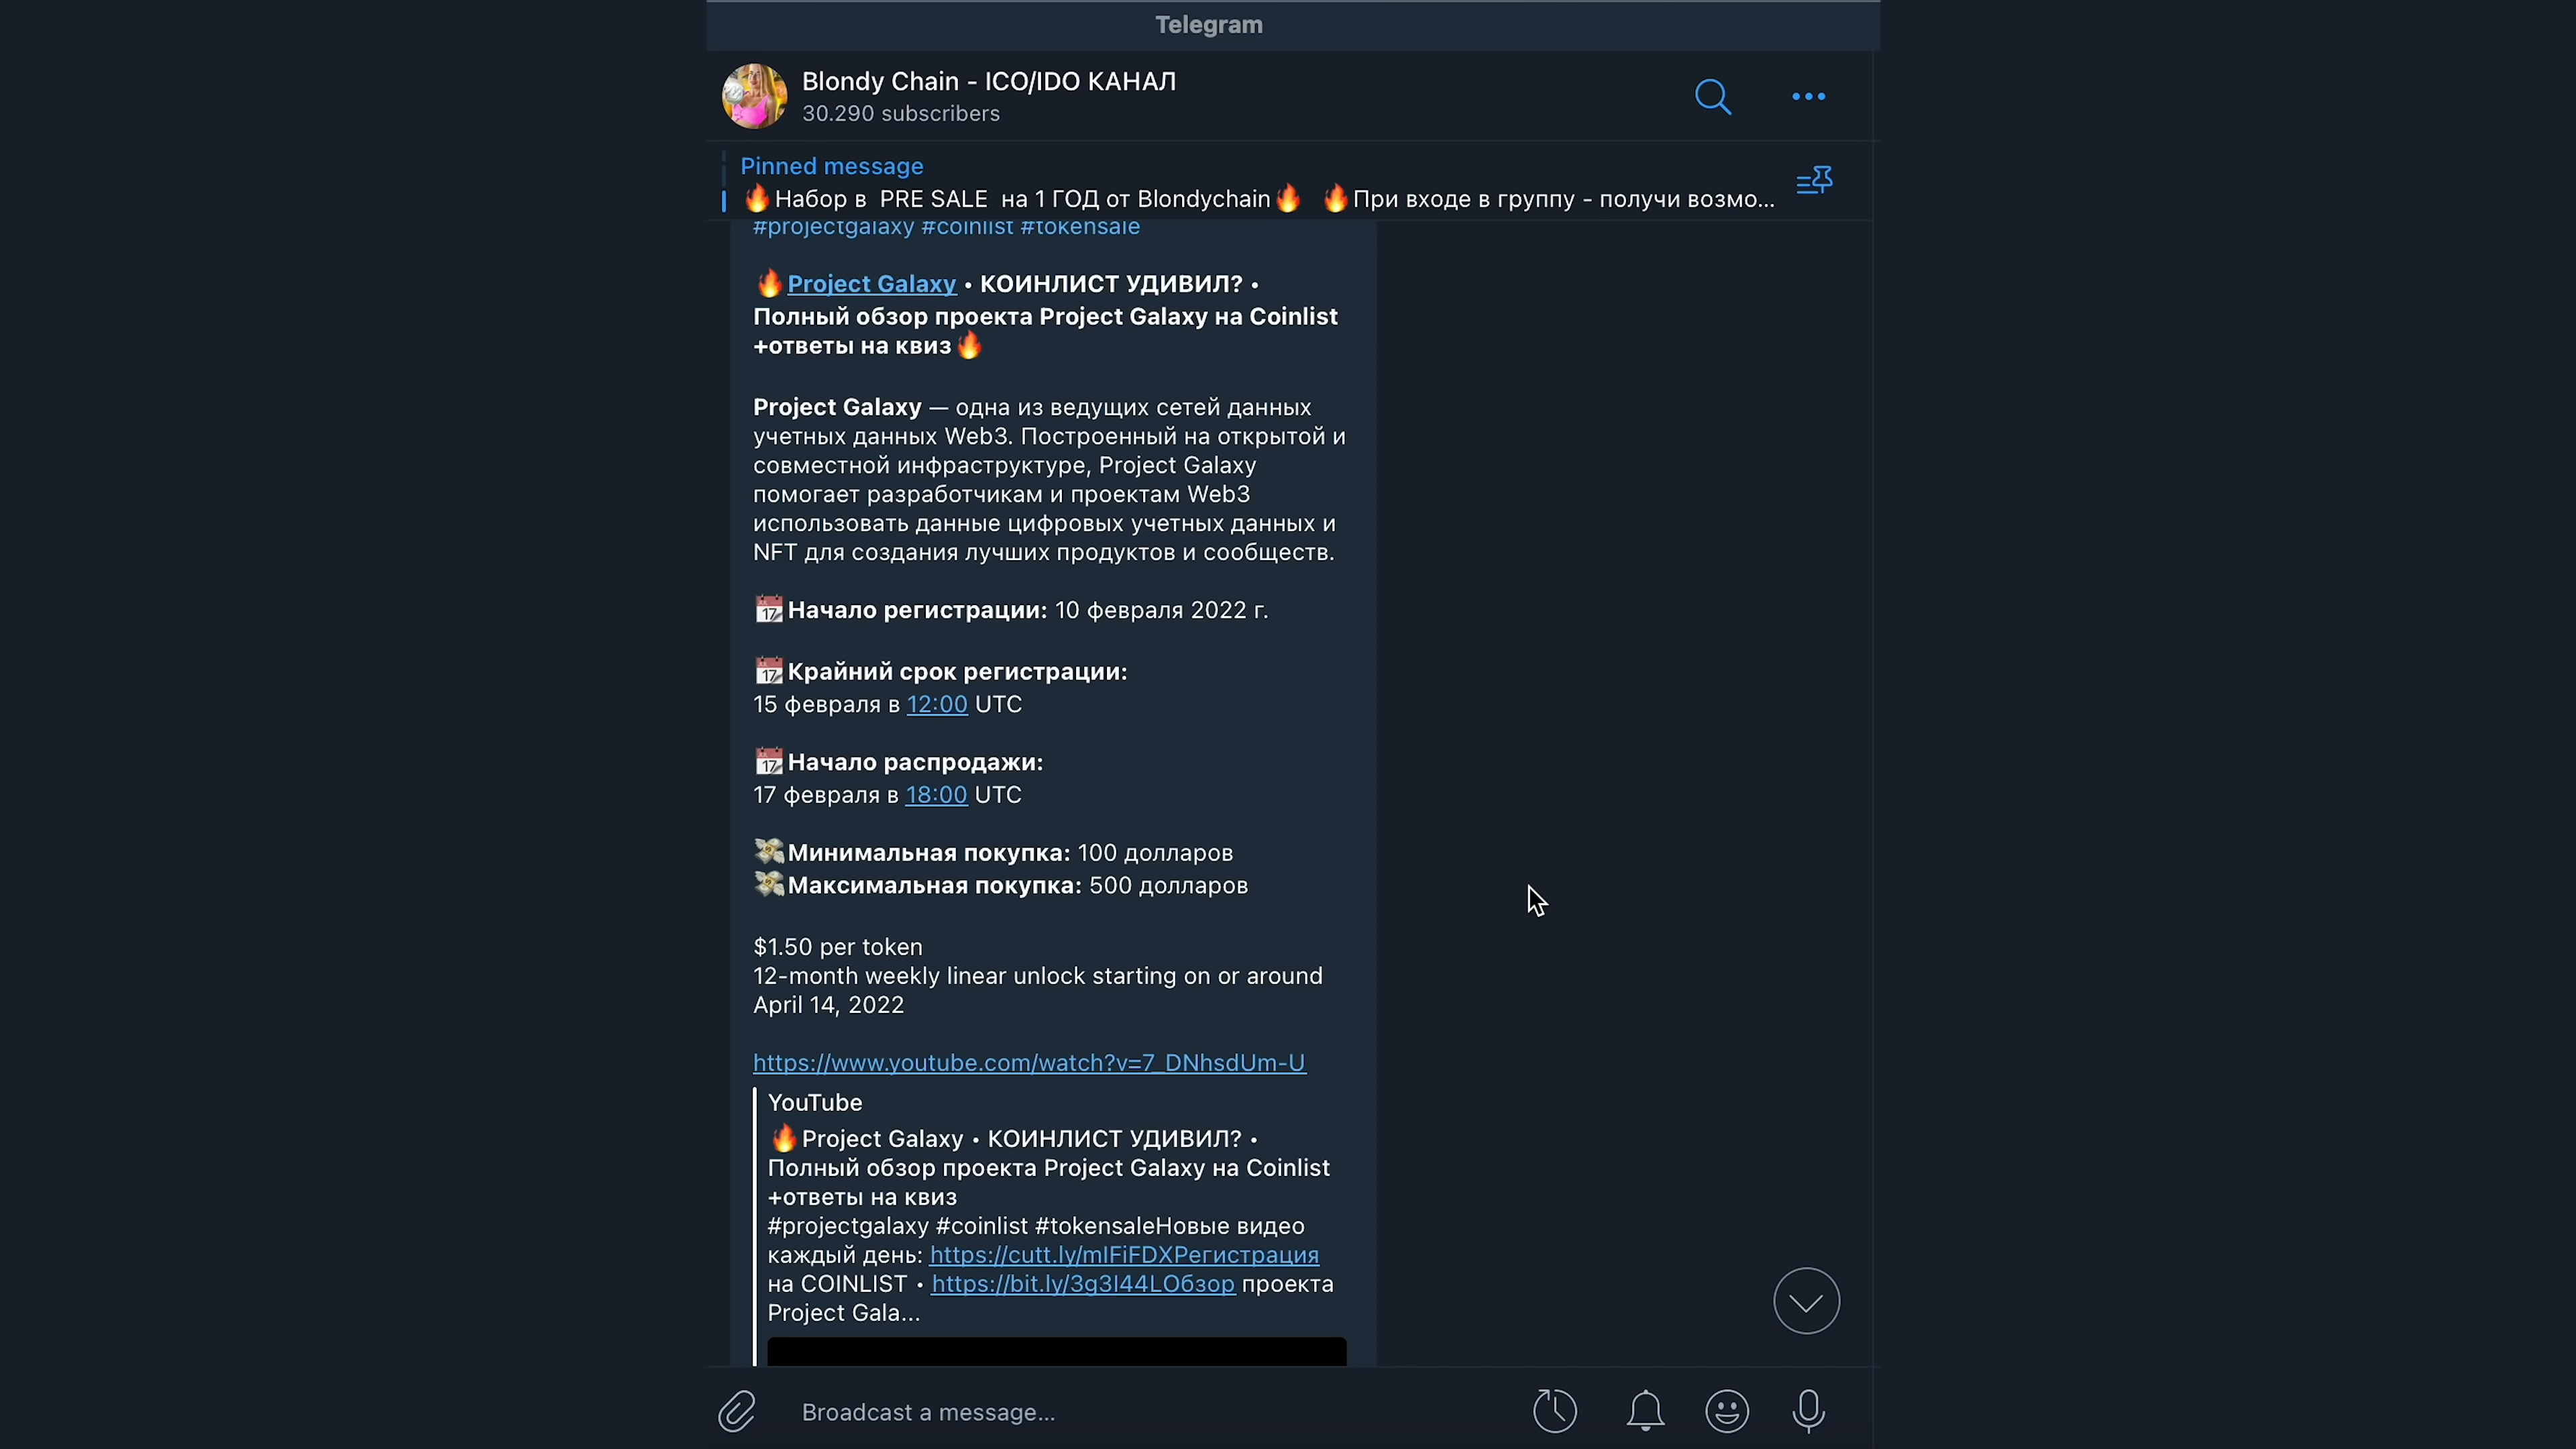 Telegram
Blondy Chain - ICO/IDO КАНАЛ
30.290 subscribers
Pinned message
🔥Набор в PRE SALE на 1 ГОД от Blondychain🔥 🔥При входе в группу - получи возмо...
#projectgalaxy #coinlist #tokensale
🔥Project Galaxy • КОИНЛИСТ УДИВИЛ? •
Полный обзор проекта Project Galaxy на Coinlist
+ответы на квиз🔥
Project Galaxy — одна из ведущих сетей данных
учетных данных Web3. Построенный на открытой и
совместной инфраструктуре, Project Galaxy
помогает разработчикам и проектам Web3
использовать данные цифровых учетных данных и
NFT для создания лучших продуктов и сообществ.
📆Начало регистрации: 10 февраля 2022 г.
📆Крайний срок регистрации:
15 февраля в 12:00 UTC
📆Начало распродажи:
17 февраля в 18:00 UTC
💸Минимальная покупка: 100 долларов
💸Максимальная покупка: 500 долларов
$1.50 per token
12-month weekly linear unlock starting on or around
April 14, 2022
https://www.youtube.com/watch?v=7_DNhsdUm-U
YouTube
🔥Project Galaxy • КОИНЛИСТ УДИВИЛ? •
Полный обзор проекта Project Galaxy на Coinlist
+ответы на квиз
#projectgalaxy #coinlist #tokensaleНовые видео
каждый день: https://cutt.ly/mIFiFDXРегистрация
на COINLIST • https://bit.ly/3g3I44LОбзор проекта
Project Gala...
Broadcast a message...